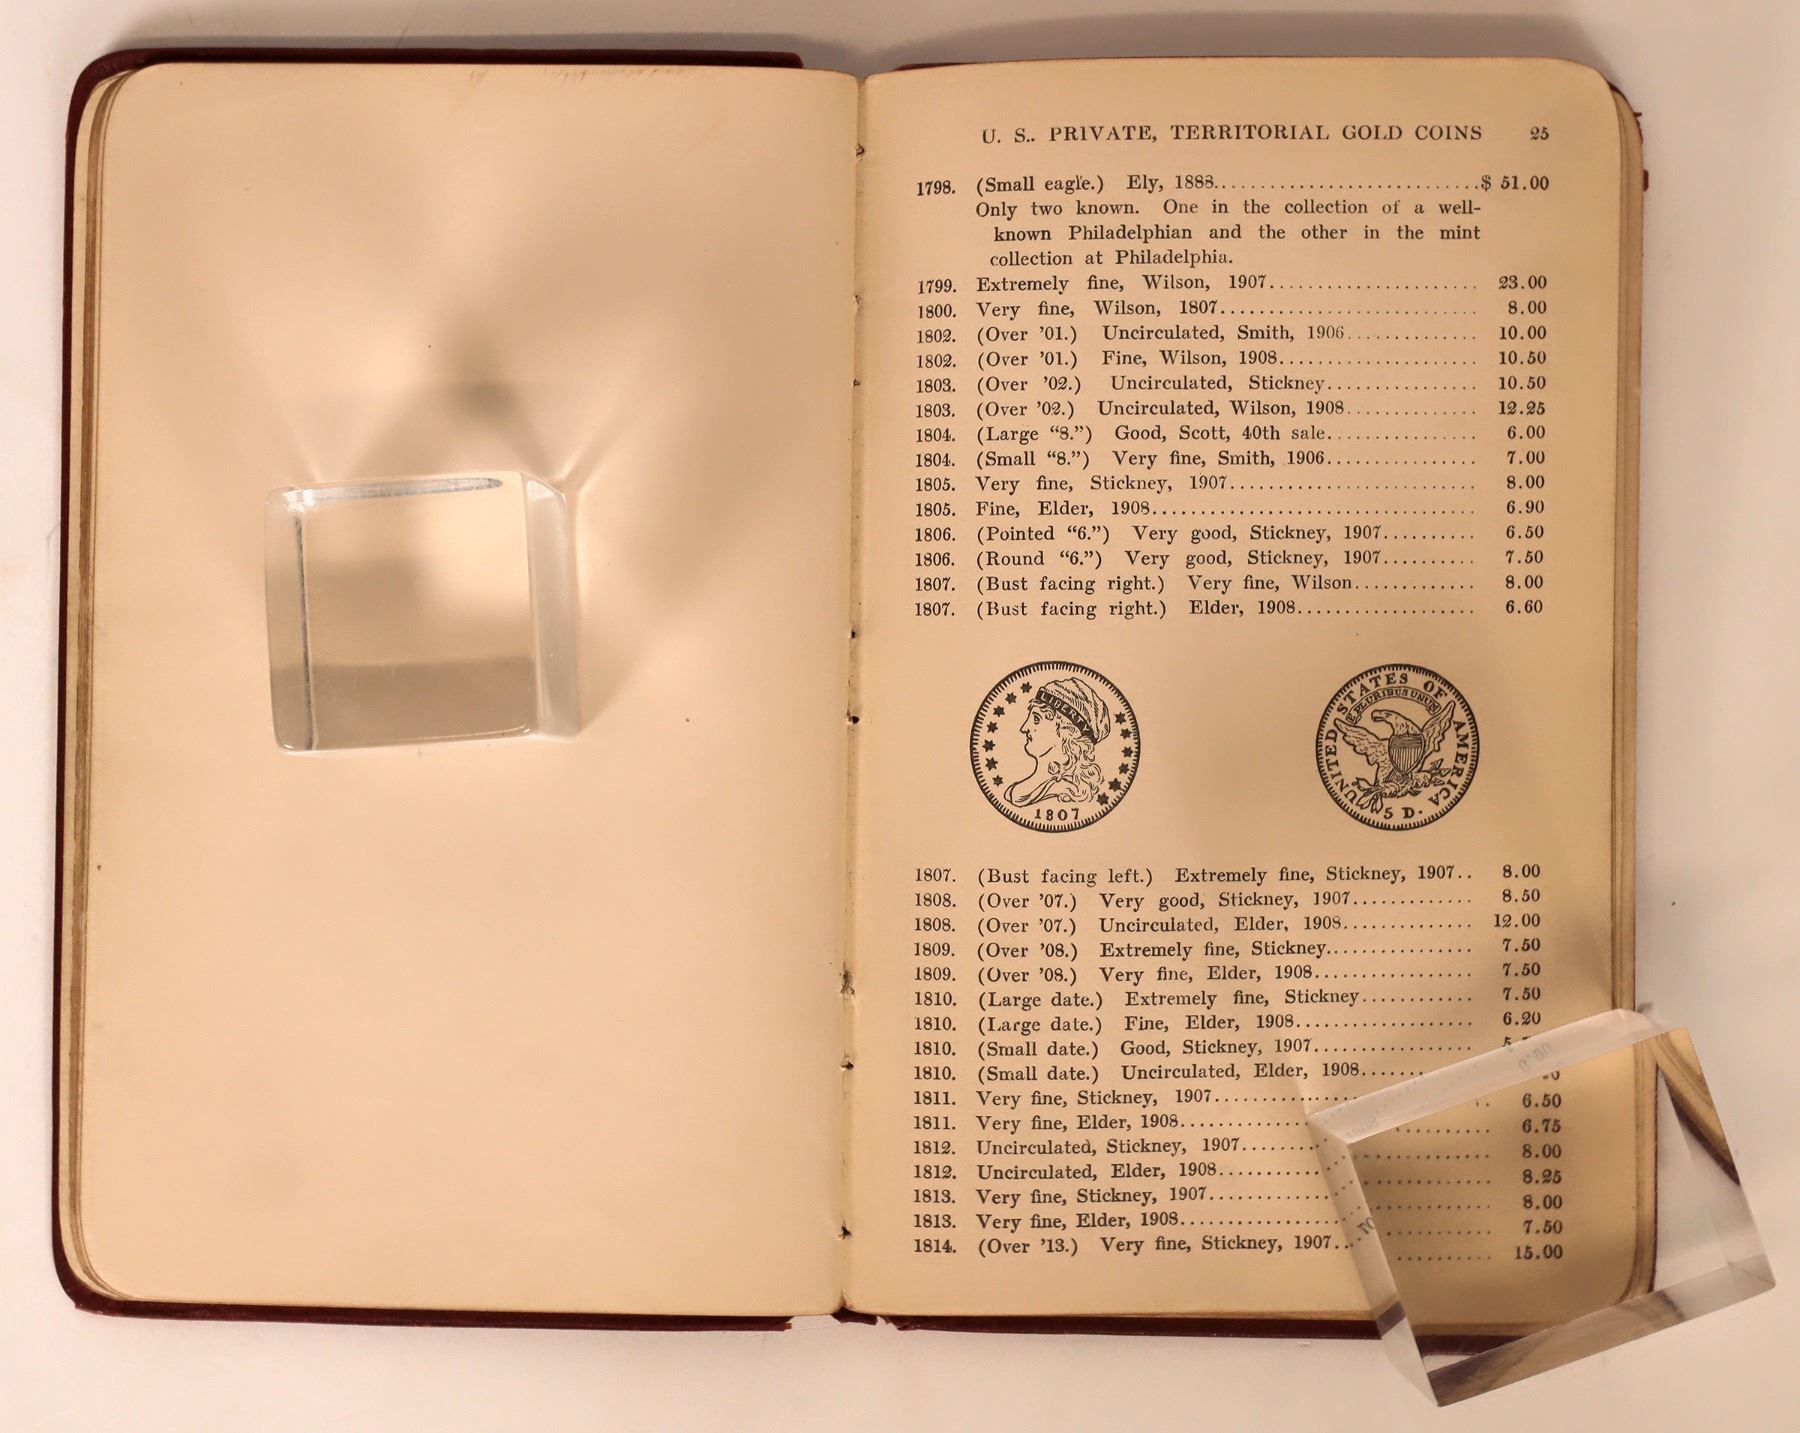 U. S.. PRIVATE, TERRITORIAL GOLD COINS 25
1798. (Small eagle.) Ely, 1888............................$ 51.00
Only two known. One in the collection of a well-
known Philadelphian and the other in the mint
collection at Philadelphia.
1799. Extremely fine, Wilson, 1907...................... 23.00
1800. Very fine, Wilson, 1807............................ 8.00
1802. (Over '01.) Uncirculated, Smith, 1906.............. 10.00
1802. (Over '01.) Fine, Wilson, 1908..................... 10.50
1803. (Over '02.) Uncirculated, Stickney................ 10.50
1803. (Over '02.) Uncirculated, Wilson, 1908.............. 12.25
1804. (Large "8.") Good, Scott, 40th sale................ 6.00
1804. (Small "8.") Very fine, Smith, 1906................ 7.00
1805. Very fine, Stickney, 1907........................... 8.00
1805. Fine, Elder, 1908................................... 6.90
1806. (Pointed "6.") Very good, Stickney, 1907.......... 6.50
1806. (Round "6.") Very good, Stickney, 1907.......... 7.50
1807. (Bust facing right.) Very fine, Wilson............. 8.00
1807. (Bust facing right.) Elder, 1908................... 6.60
LIBERTY
1807
UNITED STATES OF AMERICA
E PLURIBUS UNUM
5 D.
1807. (Bust facing left.) Extremely fine, Stickney, 1907.. 8.00
1808. (Over '07.) Very good, Stickney, 1907............. 8.50
1808. (Over '07.) Uncirculated, Elder, 1908.............. 12.00
1809. (Over '08.) Extremely fine, Stickney................ 7.50
1809. (Over '08.) Very fine, Elder, 1908................. 7.50
1810. (Large date.) Extremely fine, Stickney............ 7.50
1810. (Large date.) Fine, Elder, 1908................... 6.20
1810. (Small date.) Good, Stickney, 1907.................
1810. (Small date.) Uncirculated, Elder, 1908.......
1811. Very fine, Stickney, 1907............... 6.50
1811. Very fine, Elder, 1908.............. 6.75
1812. Uncirculated, Stickney, 1907......... 8.00
1812. Uncirculated, Elder, 1908........... 8.25
1813. Very fine, Stickney, 1907............... 8.00
1813. Very fine, Elder, 1908.................. 7.50
1814. (Over '13.) Very fine, Stickney, 1907... 15.00